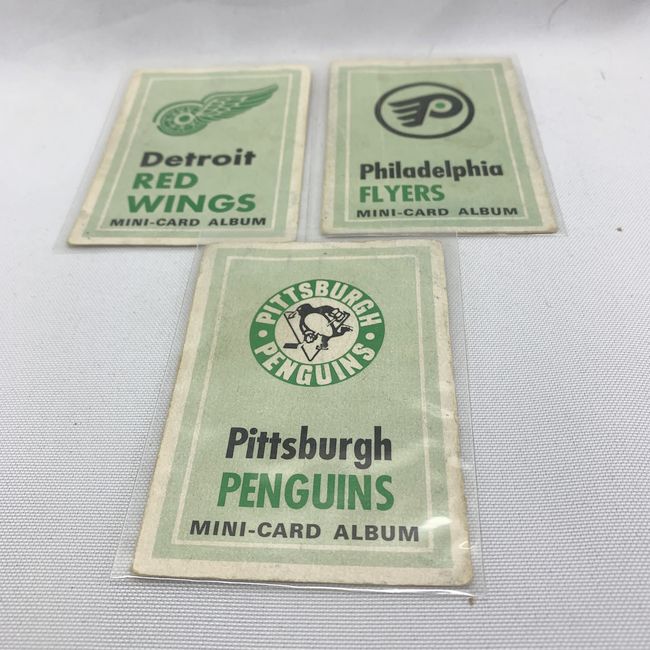 Detroit
RED
WINGS
MINI-CARD ALBUM
Philadelphia
FLYERS
MINI-CARD ALBUM
PITTSBURGH
PENGUINS
Pittsburgh
PENGUINS
MINI-CARD ALBUM